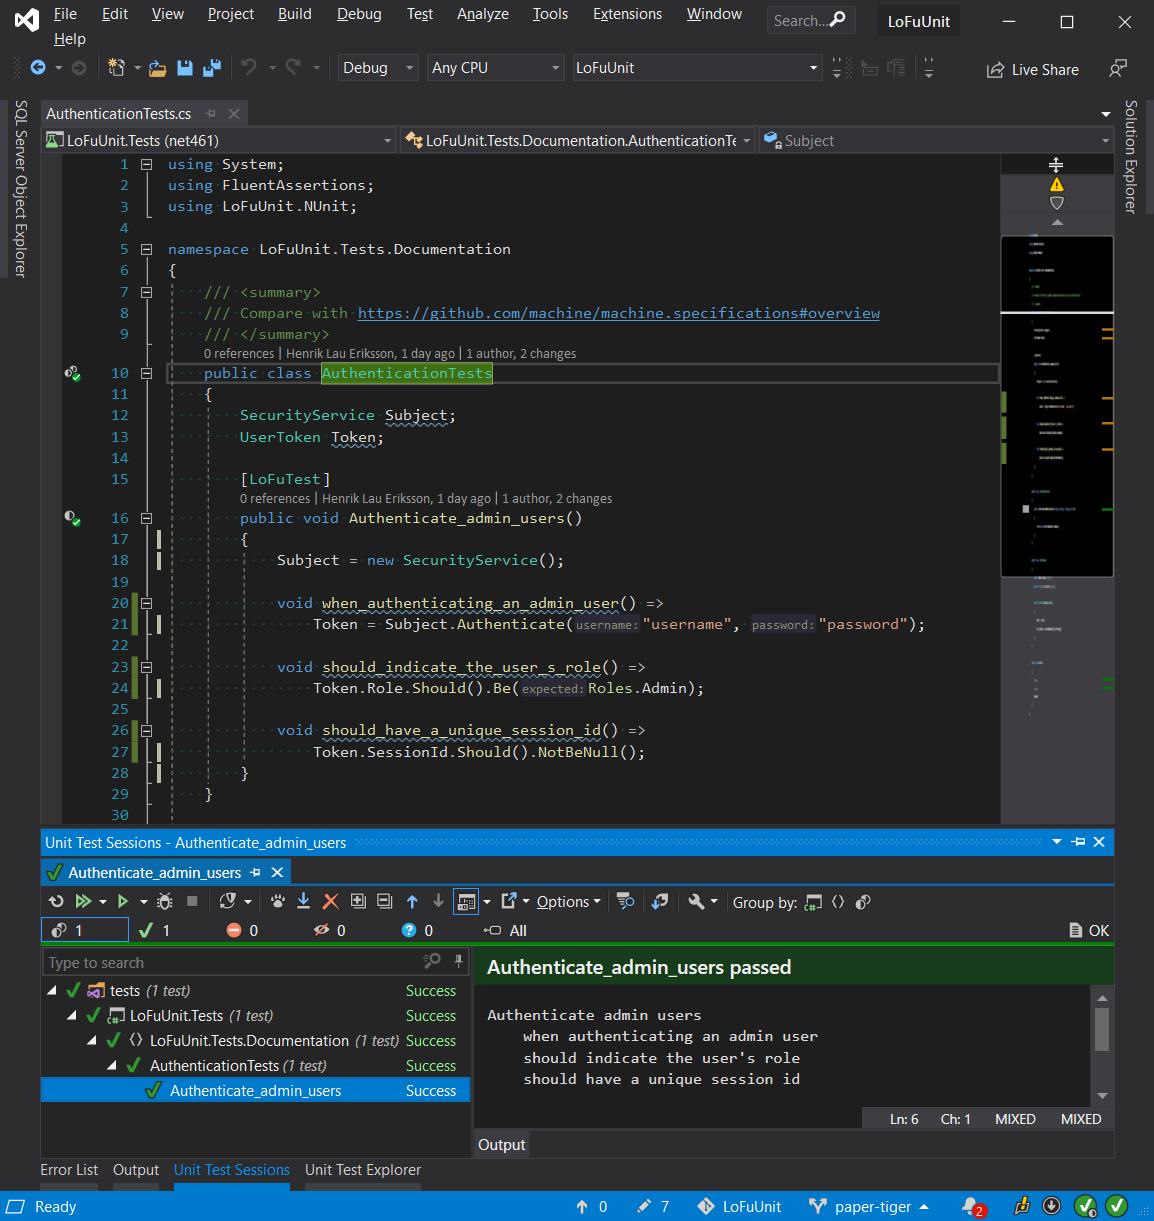 File Edit View Project Build Debug Test Analyze Tools Extensions Window Search... LoFuUnit
Help
Debug Any CPU LoFuUnit Live Share
SQL Server Object Explorer
Solution Explorer
AuthenticationTests.cs
LoFuUnit.Tests (net461) LoFuUnit.Tests.Documentation.AuthenticationTe Subject
1 using System;
2 using FluentAssertions;
3 using LoFuUnit.NUnit;
4
5 namespace LoFuUnit.Tests.Documentation
6 {
7 /// <summary>
8 /// Compare with https://github.com/machine/machine.specifications#overview
9 /// </summary>
0 references | Henrik Lau Eriksson, 1 day ago | 1 author, 2 changes
10 public class AuthenticationTests
11 {
12 SecurityService Subject;
13 UserToken Token;
14
15 [LoFuTest]
0 references | Henrik Lau Eriksson, 1 day ago | 1 author, 2 changes
16 public void Authenticate_admin_users()
17 {
18 Subject = new SecurityService();
19
20 void when_authenticating_an_admin_user() =>
21 Token = Subject.Authenticate(username: "username", password: "password");
22
23 void should_indicate_the_user_s_role() =>
24 Token.Role.Should().Be(expected: Roles.Admin);
25
26 void should_have_a_unique_session_id() =>
27 Token.SessionId.Should().NotBeNull();
28 }
29 }
30
Unit Test Sessions - Authenticate_admin_users
Authenticate_admin_users
Options Group by:
1 1 0 0 0 All OK
Type to search
tests (1 test) Success
LoFuUnit.Tests (1 test) Success
LoFuUnit.Tests.Documentation (1 test) Success
AuthenticationTests (1 test) Success
Authenticate_admin_users Success
Authenticate_admin_users passed
Authenticate admin users
when authenticating an admin user
should indicate the user's role
should have a unique session id
Ln: 6 Ch: 1 MIXED MIXED
Output
Error List Output Unit Test Sessions Unit Test Explorer
Ready 0 7 LoFuUnit paper-tiger 2